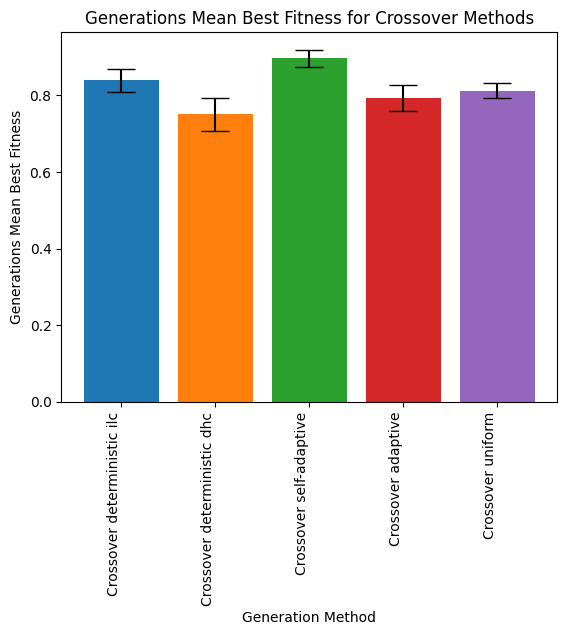 Generations Mean Best Fitness for Crossover Methods
Generations Mean Best Fitness
0.8
0.6
0.4
0.2
0.0
Crossover deterministic ilc
Crossover deterministic dhc
Crossover self-adaptive
Crossover adaptive
Crossover uniform
Generation Method